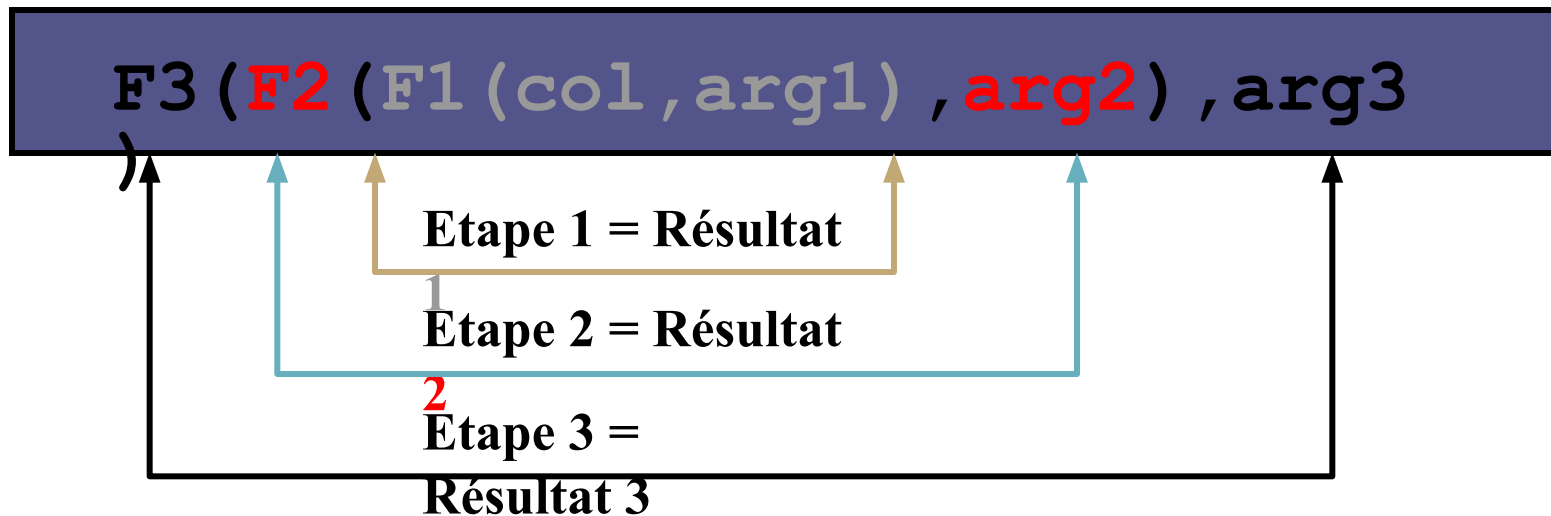 F3(F2(F1(col,arg1),arg2),arg3
)
Etape 1 = Résultat
1
Etape 2 = Résultat
2
Etape 3 =
Résultat 3